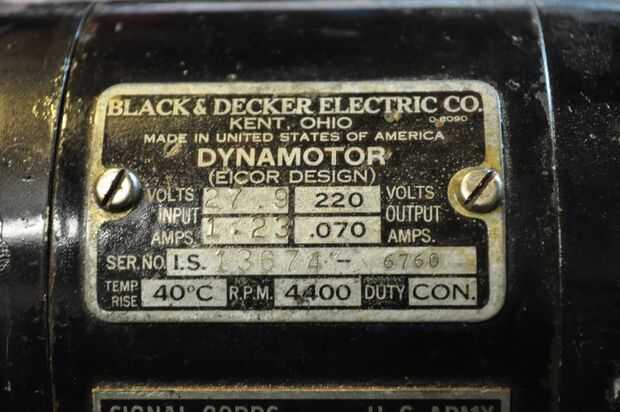 BLACK & DECKER ELECTRIC CO.
KENT, OHIO 0-8090
MADE IN UNITED STATES OF AMERICA
DYNAMOTOR
(EICOR DESIGN)
VOLTS 27.9 220 VOLTS
INPUT OUTPUT
AMPS. 1.23 .070 AMPS.
SER. NO. I.S. 13674 - 6760
TEMP. RISE 40°C R.P.M. 4400 DUTY CON.
SIGNAL CORPS U.S. ARMY